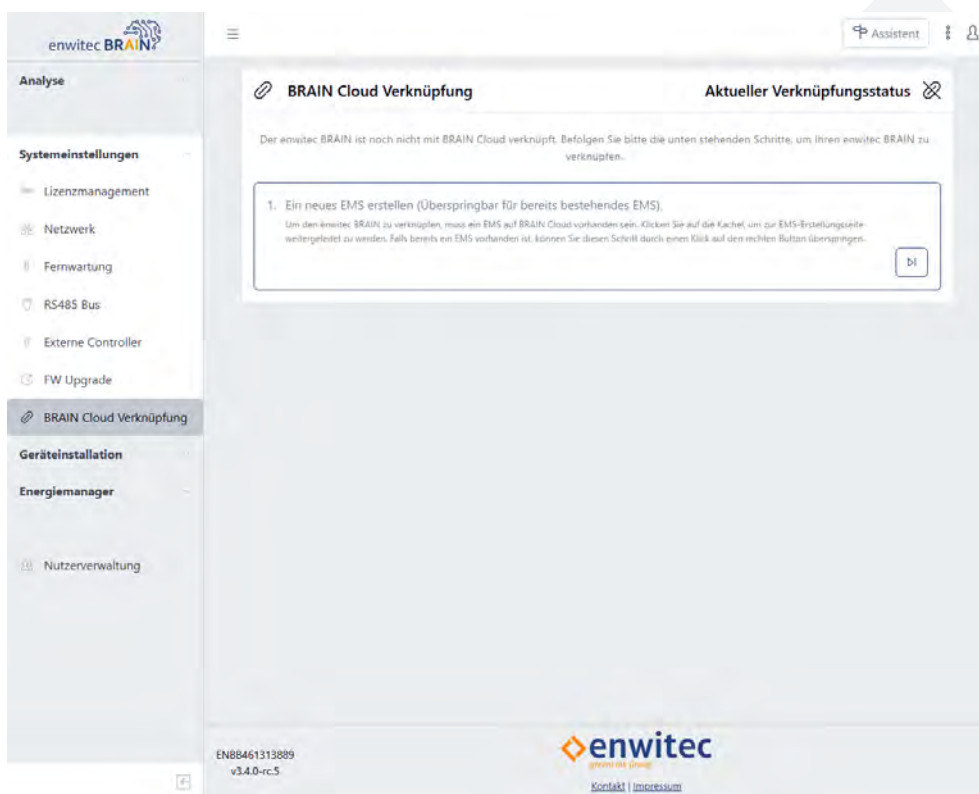 enwitec BRAIN
Assistent
Analyse
Systemeinstellungen
Lizenzmanagement
Netzwerk
Fernwartung
RS485 Bus
Externe Controller
FW Upgrade
BRAIN Cloud Verknüpfung
Geräteinstallation
Energiemanager
Nutzerverwaltung
BRAIN Cloud Verknüpfung
Aktueller Verknüpfungsstatus
Der enwitec BRAIN ist noch nicht mit BRAIN Cloud verknüpft. Befolgen Sie bitte die unten stehenden Schritte, um Ihren enwitec BRAIN zu
verknüpfen.
1. Ein neues EMS erstellen (Überspringbar für bereits bestehendes EMS).
Um den enwitec BRAIN zu verknüpfen, muss ein EMS auf BRAIN Cloud vorhanden sein. Klicken Sie auf die Kachel, um zur EMS-Erstellungsseite
weitergeleitet zu werden. Falls bereits ein EMS vorhanden ist, können Sie diesen Schritt durch einen Klick auf den rechten Button überspringen.
ENBB461313889
v3.4.0-rc.5
enwitec
Kontakt | Impressum